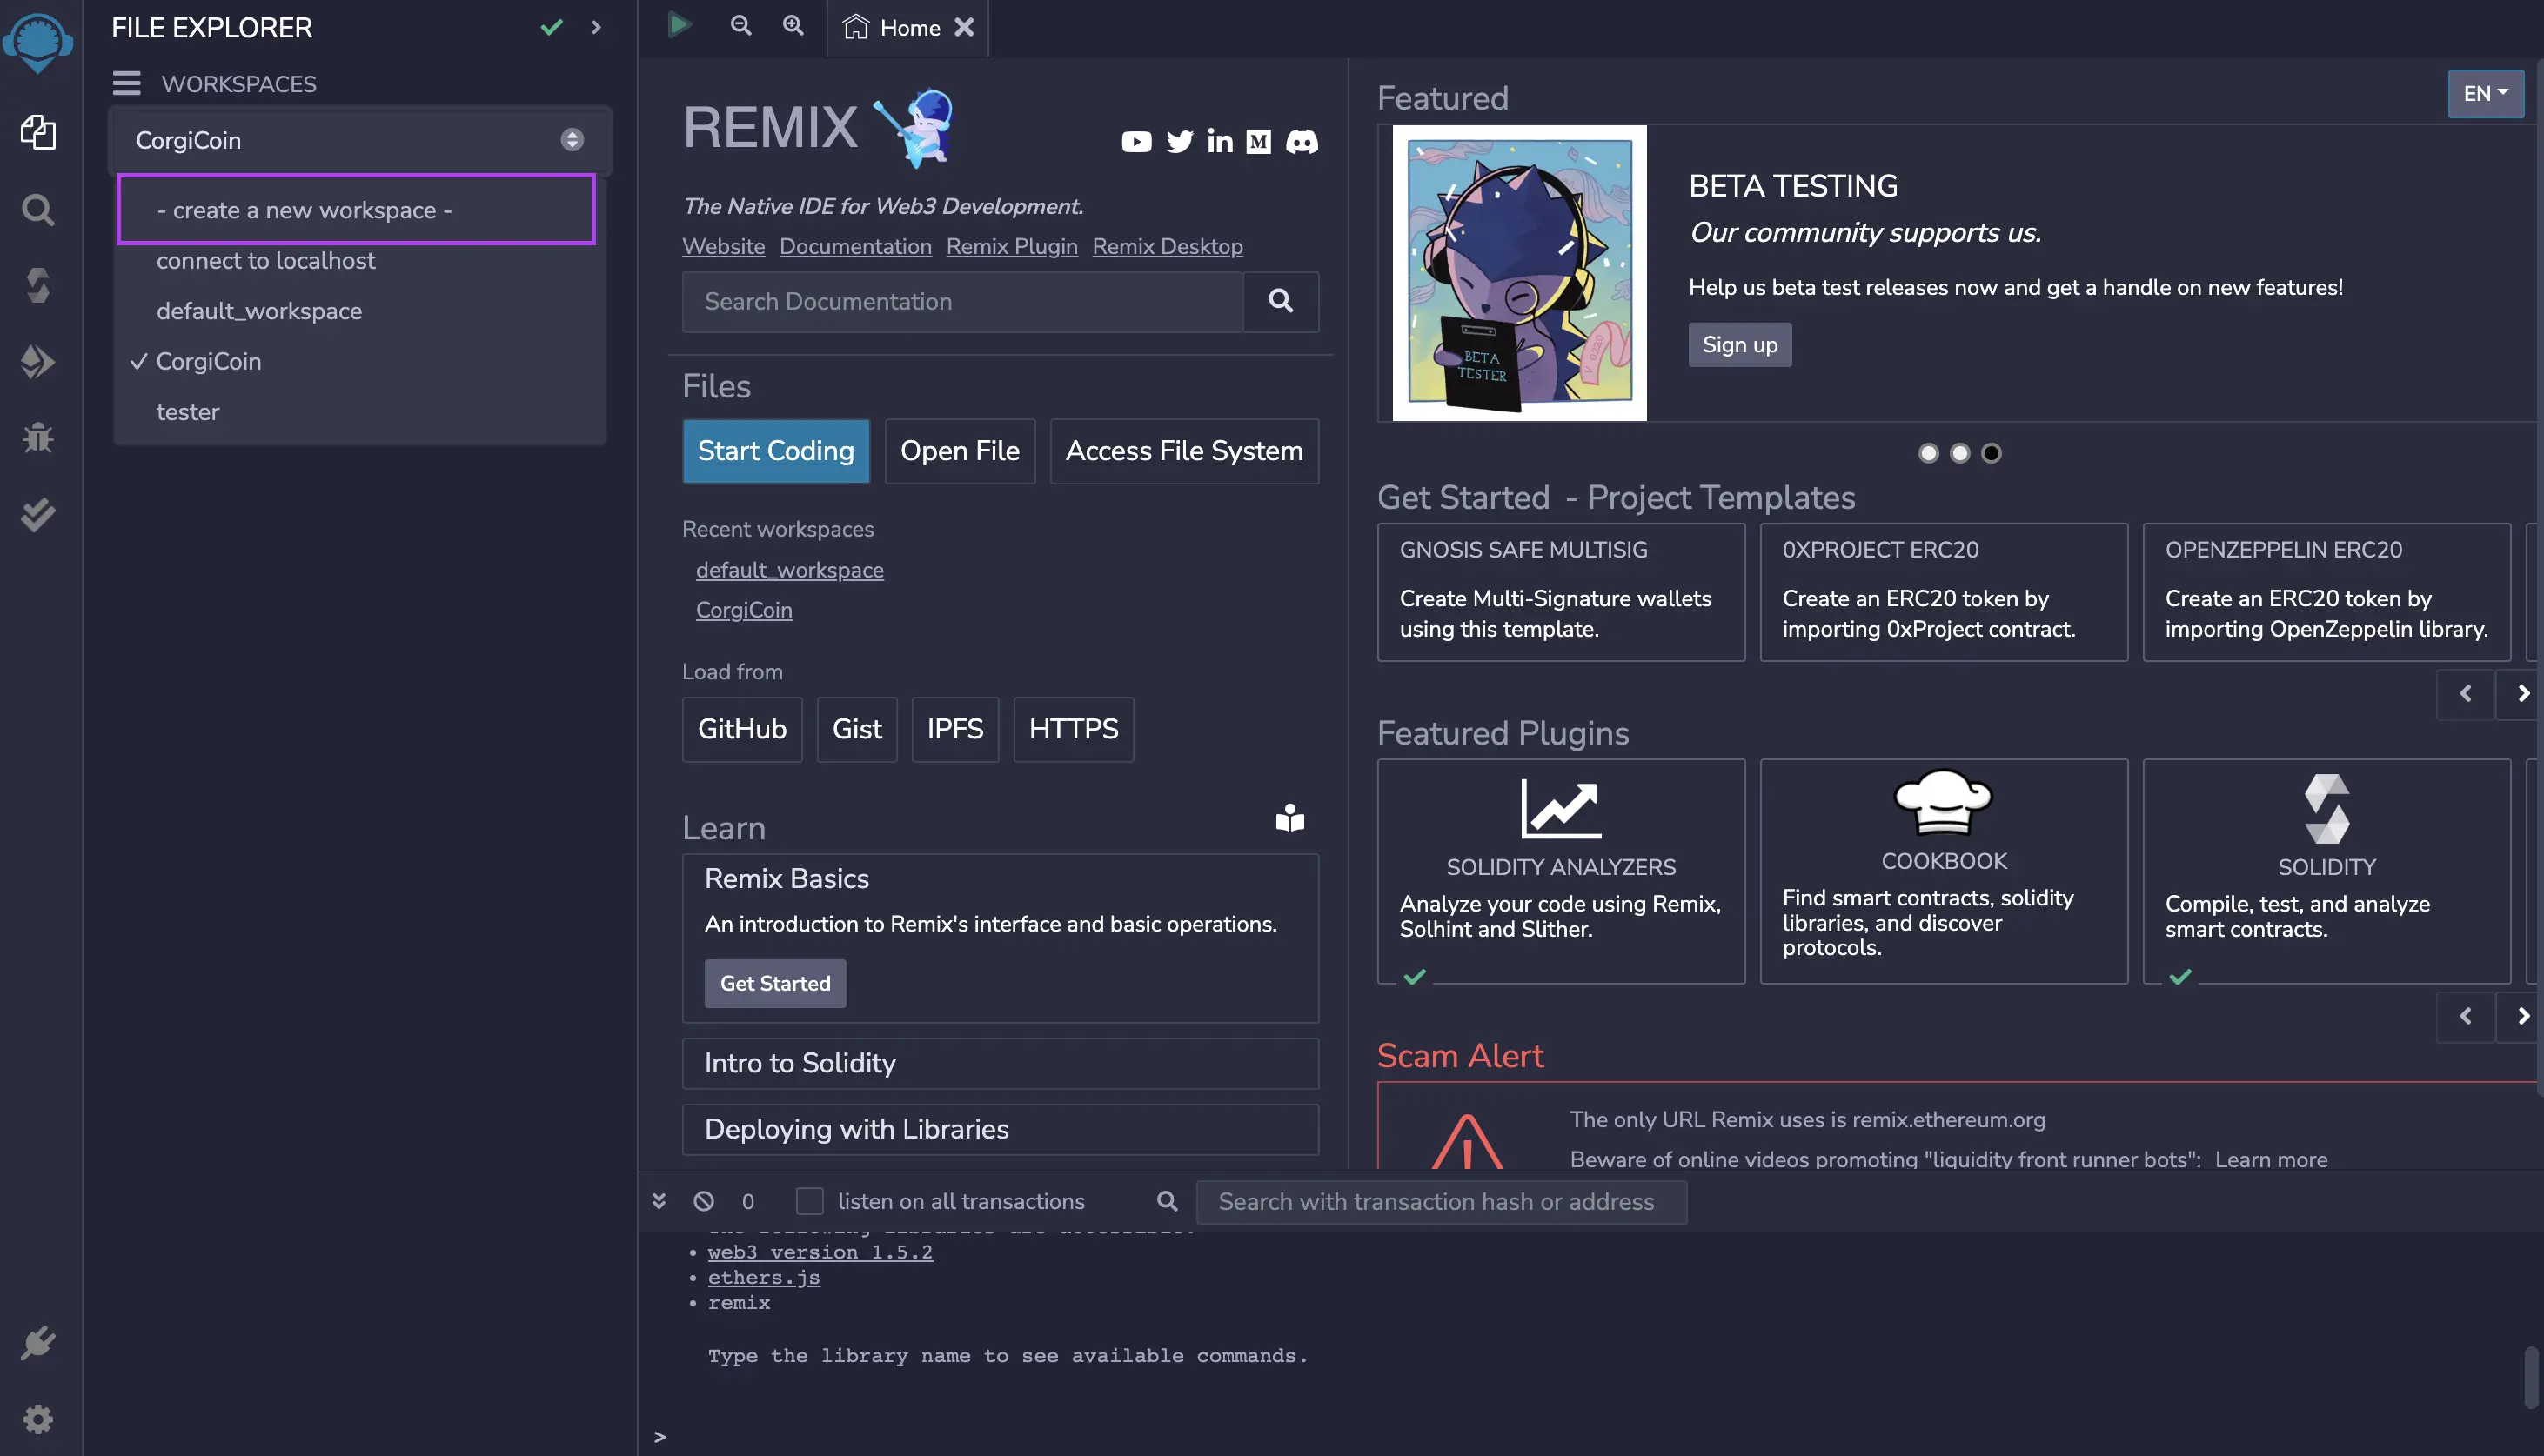 FILE EXPLORER
WORKSPACES
CorgiCoin
- create a new workspace -
connect to localhost
default_workspace
CorgiCoin
tester
Home
REMIX
The Native IDE for Web3 Development.
Website Documentation Remix Plugin Remix Desktop
Search Documentation
Files
Start Coding Open File Access File System
Recent workspaces
default_workspace
CorgiCoin
Load from
GitHub Gist IPFS HTTPS
Learn
Remix Basics
An introduction to Remix's interface and basic operations.
Get Started
Intro to Solidity
Deploying with Libraries
Featured
EN
BETA
TESTER
BETA TESTING
Our community supports us.
Help us beta test releases now and get a handle on new features!
Sign up
Get Started - Project Templates
GNOSIS SAFE MULTISIG
Create Multi-Signature wallets
using this template.
0XPROJECT ERC20
Create an ERC20 token by
importing 0xProject contract.
OPENZEPPELIN ERC20
Create an ERC20 token by
importing OpenZeppelin library.
Featured Plugins
SOLIDITY ANALYZERS
Analyze your code using Remix,
Solhint and Slither.
COOKBOOK
Find smart contracts, solidity
libraries, and discover
protocols.
SOLIDITY
Compile, test, and analyze
smart contracts.
Scam Alert
The only URL Remix uses is remix.ethereum.org
Beware of online videos promoting "liquidity front runner bots": Learn more
0 listen on all transactions Search with transaction hash or address
The following libraries are accessible:
• web3 version 1.5.2
• ethers.js
• remix
Type the library name to see available commands.
>